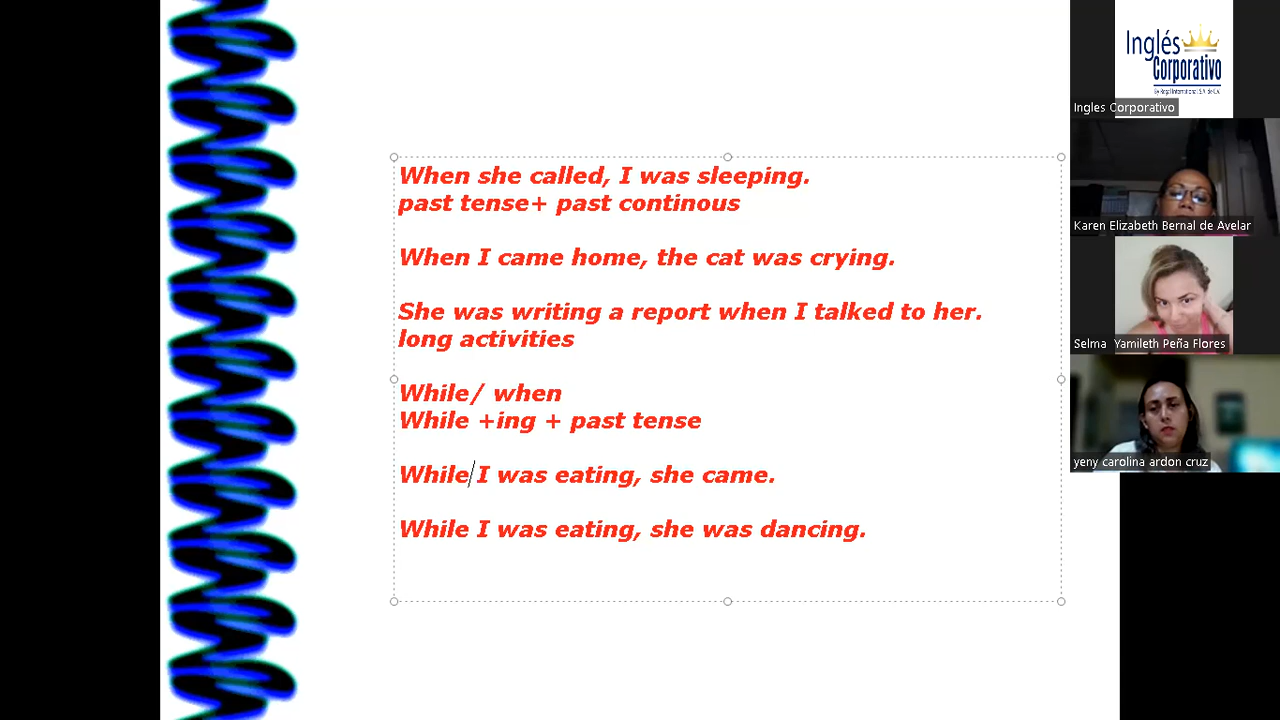 When she called, I was sleeping.
past tense+ past continous
When I came home, the cat was crying.
She was writing a report when I talked to her.
long activities
While/ when
While +ing + past tense
While I was eating, she came.
While I was eating, she was dancing.
Inglés
Corporativo
Ingles Corporativo
Karen Elizabeth Bernal de Avelar
Selma Yamileth Peña Flores
yeny carolina ardon cruz